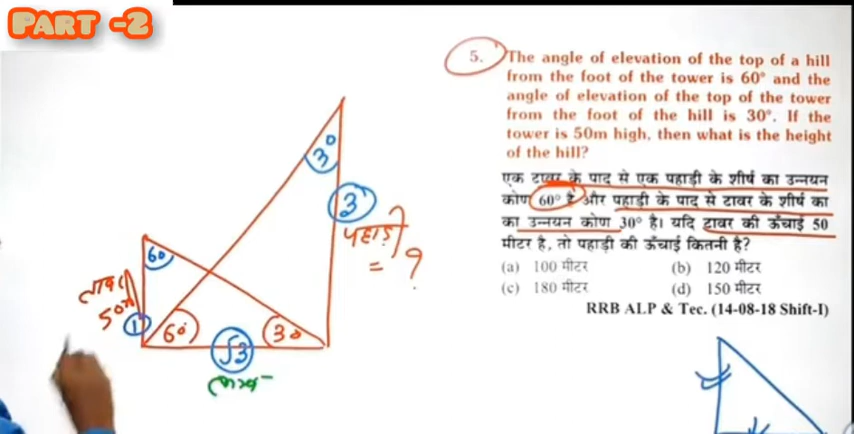 PART -2
5. The angle of elevation of the top of a hill
from the foot of the tower is 60° and the
angle of elevation of the top of the tower
from the foot of the hill is 30°. If the
tower is 50m high, then what is the height
of the hill?
एक टावर के पाद से एक पहाड़ी के शीर्ष का उन्नयन
कोण 60° है और पहाड़ी के पाद से टावर के शीर्ष का
का उन्नयन कोण 30° है। यदि टावर की ऊँचाई 50
मीटर है, तो पहाड़ी की ऊँचाई कितनी है?
(a) 100 मीटर (b) 120 मीटर
(c) 180 मीटर (d) 150 मीटर
RRB ALP & Tec. (14-08-18 Shift-I)
30
3
पहाड़ी
= ?
60
50m
1
60°
√3
30